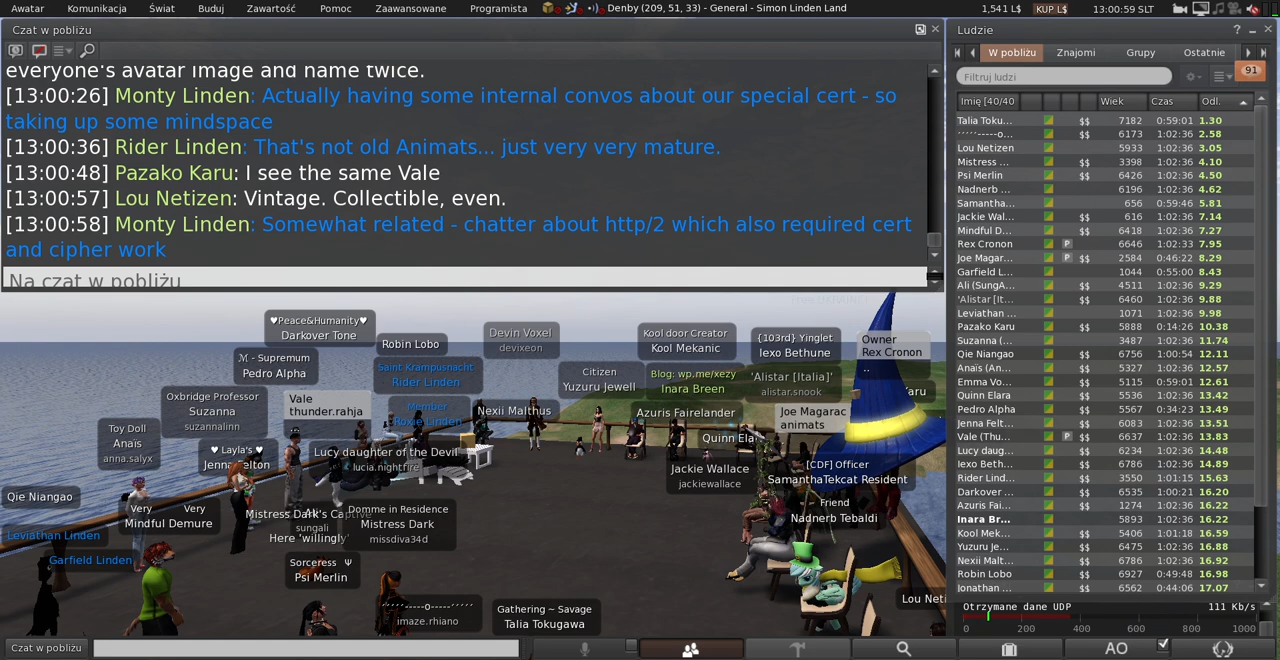 Awatar Komunikacja Świat Buduj Zawartość Pomoc Zaawansowane Programista Denby (209, 51, 33) - General - Simon Linden Land 1,541 L$ KUP L$ 13:00:59 SLT
Czat w pobliżu
everyone's avatar image and name twice.
[13:00:26] Monty Linden: Actually having some internal convos about our special cert - so
taking up some mindspace
[13:00:36] Rider Linden: That's not old Animats... just very very mature.
[13:00:48] Pazako Karu: I see the same Vale
[13:00:57] Lou Netizen: Vintage. Collectible, even.
[13:00:58] Monty Linden: Somewhat related - chatter about http/2 which also required cert
and cipher work
Na czat w pobliżu
♥Peace&Humanity♥
Darkover Tone
ℳ - Supremum
Pedro Alpha
Robin Lobo
Saint Krampusnacht
Rider Linden
Devin Voxel
devixeon
Kool door Creator
Kool Mekanic
{103rd} Yinglet
Iexo Bethune
Owner
Rex Cronon
..
Oxbridge Professor
Suzanna
suzannalinn
Vale
thunder.rahja
Member
Roxie Linden
Nexii Malthus
Citizen
Yuzuru Jewell
Blog: wp.me/xezy
Inara Breen
'Alistar [Italia]'
alistar.snook
aru
Azuris Fairelander
Joe Magarac
animats
Toy Doll
Anaïs
anna.salyx
♥ Layla's ♥
Jenna Felton
Lucy daughter of the Devil
lucia.nightfire
Quinn Ela
Jackie Wallace
jackiewallace
[CDF] Officer
SamanthaTekcat Resident
Qie Niangao
Very Very
Mindful Demure
Mistress Dark's Captive
sungali
Here 'willingly'
Domme in Residence
Mistress Dark
missdiva34d
Friend
Nadnerb Tebaldi
Leviathan Linden
Garfield Linden
Sorceress Ψ
Psi Merlin
´´´´´-----o-----´´´´´
imaze.rhiano
Gathering ~ Savage
Talia Tokugawa
Lou Neti
Czat w pobliżu
Ludzie
W pobliżu Znajomi Grupy Ostatnie
Filtruj ludzi
91
Imię [40/40 Wiek Czas Odl.
Talia Toku... $$ 7182 0:59:01 1.30
´´´´´-----o... $$ 6173 1:02:36 2.58
Lou Netizen 5933 1:02:36 3.05
Mistress ... $$ 3398 1:02:36 4.10
Psi Merlin $$ 6426 1:02:36 4.50
Nadnerb ... 6196 1:02:36 4.62
Samantha... 656 0:59:46 5.81
Jackie Wal... $$ 616 1:02:36 7.14
Mindful D... $$ 6418 1:02:36 7.27
Rex Cronon P 6646 1:02:33 7.95
Joe Magar... P $$ 2584 0:46:22 8.29
Garfield L... 1044 0:55:00 8.43
Ali (SungA... $$ 4511 1:02:36 9.29
'Alistar [It... $$ 6460 1:02:36 9.88
Leviathan ... 1071 1:02:36 9.98
Pazako Karu $$ 5888 0:14:26 10.38
Suzanna (... 3487 1:02:36 11.74
Qie Niangao $$ 6756 1:00:54 12.11
Anaïs (An... $$ 5327 1:02:36 12.57
Emma Vo... $$ 5115 0:59:01 12.61
Quinn Elara $$ 5536 1:02:36 13.42
Pedro Alpha $$ 5567 0:34:23 13.49
Jenna Felt... $$ 6083 1:02:36 13.51
Vale (Thu... P $$ 6637 1:02:36 13.83
Lucy daug... $$ 6234 1:02:36 14.48
Iexo Beth... $$ 6786 1:02:36 14.89
Rider Lind... $$ 3550 1:01:15 15.63
Darkover ... $$ 6535 1:00:21 16.20
Azuris Fai... $$ 1274 1:02:36 16.22
Inara Br... 5893 1:02:36 16.22
Kool Mek... $$ 5406 1:01:18 16.59
Yuzuru Je... $$ 6475 1:02:36 16.88
Nexii Malt... $$ 6786 1:02:36 16.92
Robin Lobo $$ 6927 0:49:48 16.98
Jonathan ... $$ 6562 0:44:06 17.07
Otrzymane dane UDP 111 Kb/s
0 200 400 600 800 1000
AO